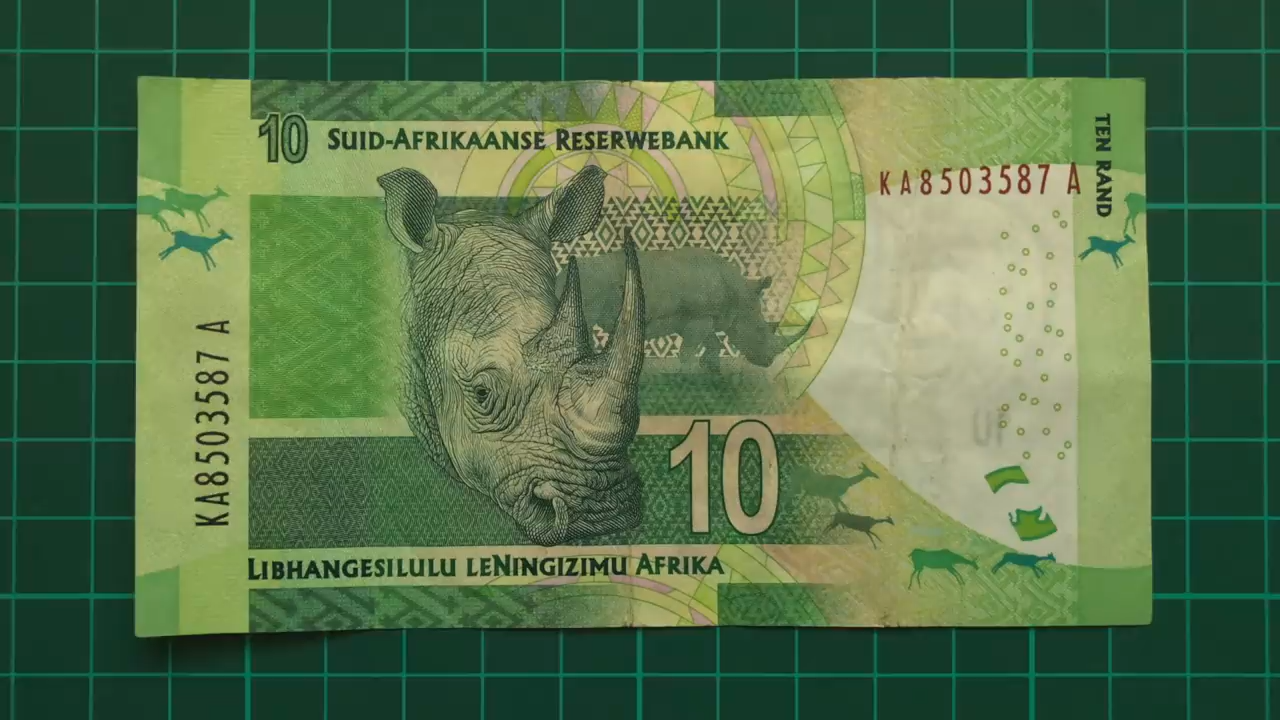 10 SUID-AFRIKAANSE RESERWEBANK
TEN RAND
KA8503587 A
KA8503587 A
10
LIBHANGESILULU LENINGIZIMU AFRIKA